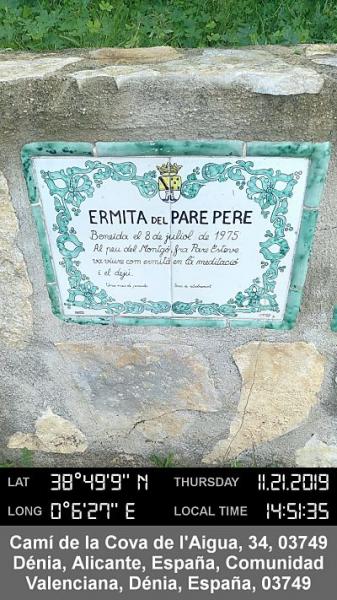 ERMITA DEL PARE PERE
Beneïda el 8 de juliol de 1975
Al peu del Montgó, fra Pere Esteve
va viure com ermità en la meditació
i el dejú.
LAT 38°49'9" N THURSDAY 11.21.2019
LONG 0°6'27" E LOCAL TIME 14:51:35
Camí de la Cova de l'Aigua, 34, 03749
Dénia, Alicante, España, Comunidad
Valenciana, Dénia, España, 03749